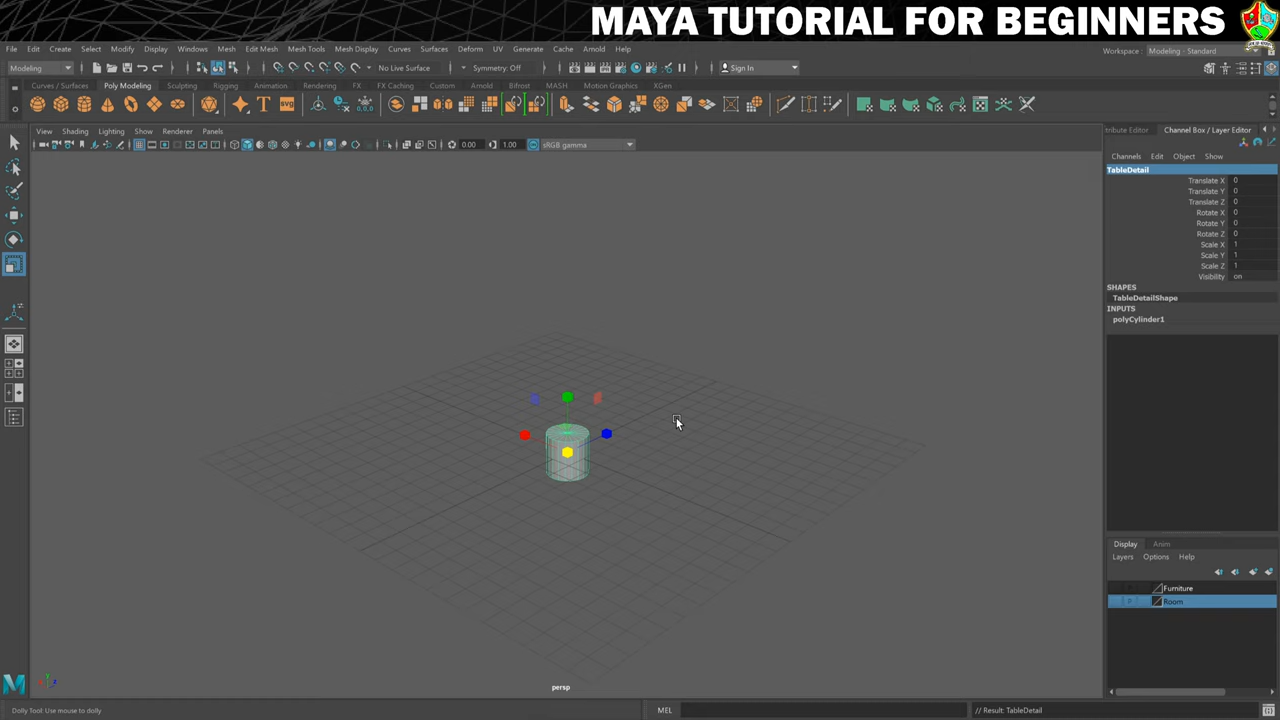 MAYA TUTORIAL FOR BEGINNERS
File Edit Create Select Modify Display Windows Mesh Edit Mesh Mesh Tools Mesh Display Curves Surfaces Deform UV Generate Cache Arnold Help
Workspace : Modeling - Standard
Modeling No Live Surface Symmetry: Off Sign In
Curves / Surfaces Poly Modeling Sculpting Rigging Animation Rendering FX FX Caching Custom Arnold Bifrost MASH Motion Graphics XGen
View Shading Lighting Show Renderer Panels
tribute Editor Channel Box / Layer Editor
0.00 1.00 sRGB gamma
Channels Edit Object Show
TableDetail
Translate X 0
Translate Y 0
Translate Z 0
Rotate X 0
Rotate Y 0
Rotate Z 0
Scale X 1
Scale Y 1
Scale Z 1
Visibility on
SHAPES
TableDetailShape
INPUTS
polyCylinder1
Display Anim
Layers Options Help
Furniture
Room
persp
Dolly Tool: Use mouse to dolly MEL // Result: TableDetail